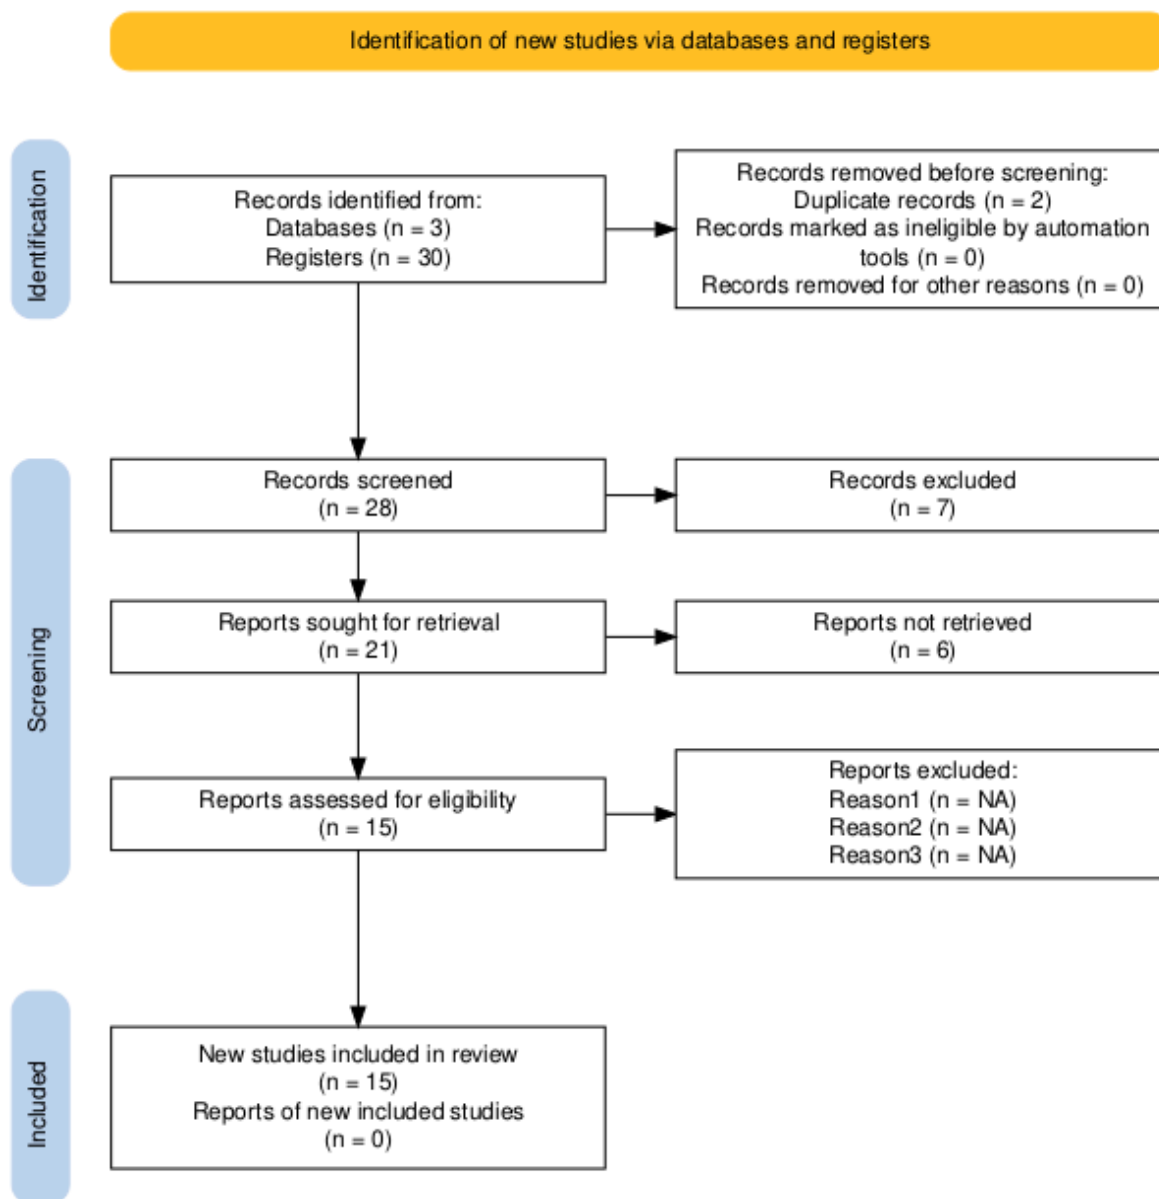 Identification of new studies via databases and registers
Identification
Records identified from:
Databases (n = 3)
Registers (n = 30)
Records removed before screening:
Duplicate records (n = 2)
Records marked as ineligible by automation
tools (n = 0)
Records removed for other reasons (n = 0)
Screening
Records screened
(n = 28)
Records excluded
(n = 7)
Reports sought for retrieval
(n = 21)
Reports not retrieved
(n = 6)
Reports assessed for eligibility
(n = 15)
Reports excluded:
Reason1 (n = NA)
Reason2 (n = NA)
Reason3 (n = NA)
Included
New studies included in review
(n = 15)
Reports of new included studies
(n = 0)